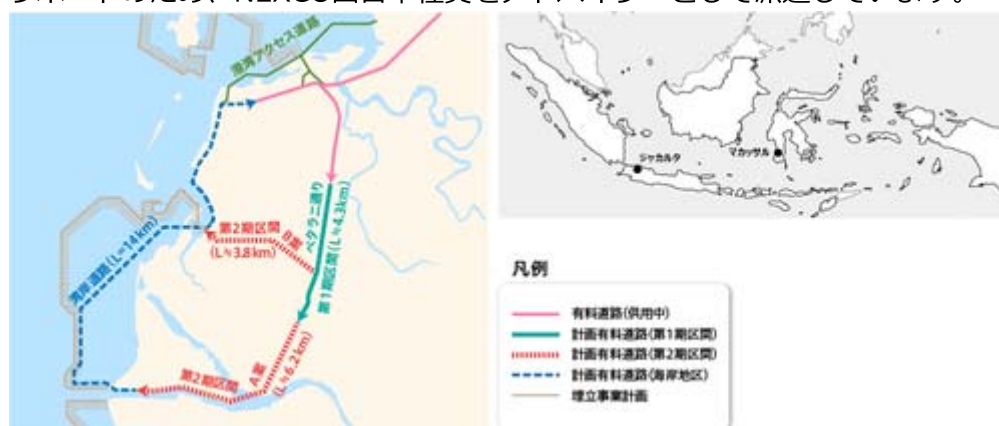 港湾アクセス道路
ペタラニ通り
第1期区間(L≒4.3km)
第2期区間 B案
(L≒3.8km)
湾岸道路(L≒14km)
第2期区間 A案
(L≒6.2km)
ジャカルタ
マカッサル
凡例
有料道路(供用中)
計画有料道路(第1期区間)
計画有料道路(第2期区間)
計画有料道路(海岸地区)
埋立事業計画